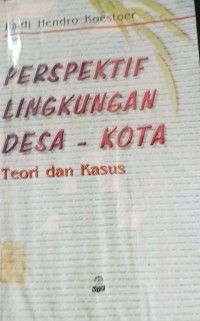 Hendro Koestoer
PERSPEKTIF
LINGKUNGAN
DESA - KOTA
Teori dan Kasus